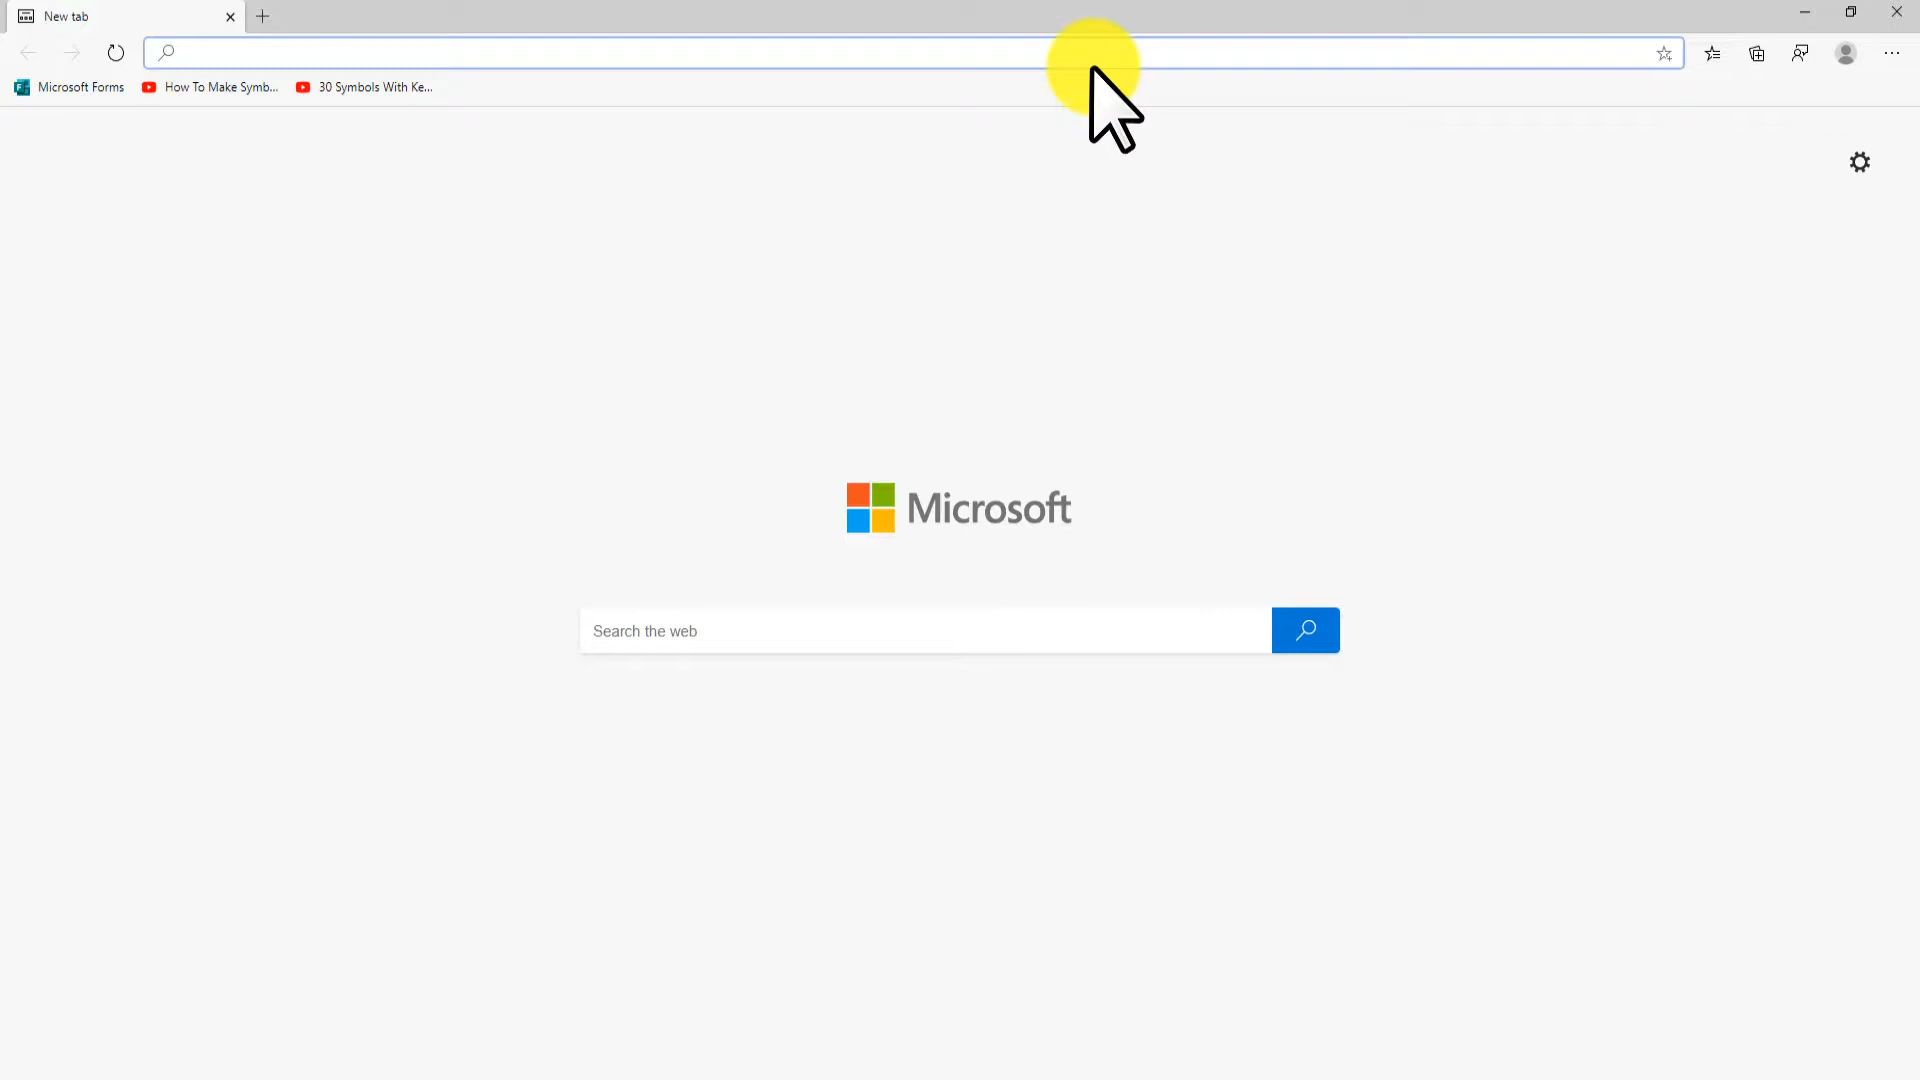 New tab
Microsoft Forms How To Make Symb... 30 Symbols With Ke...
Microsoft
Search the web